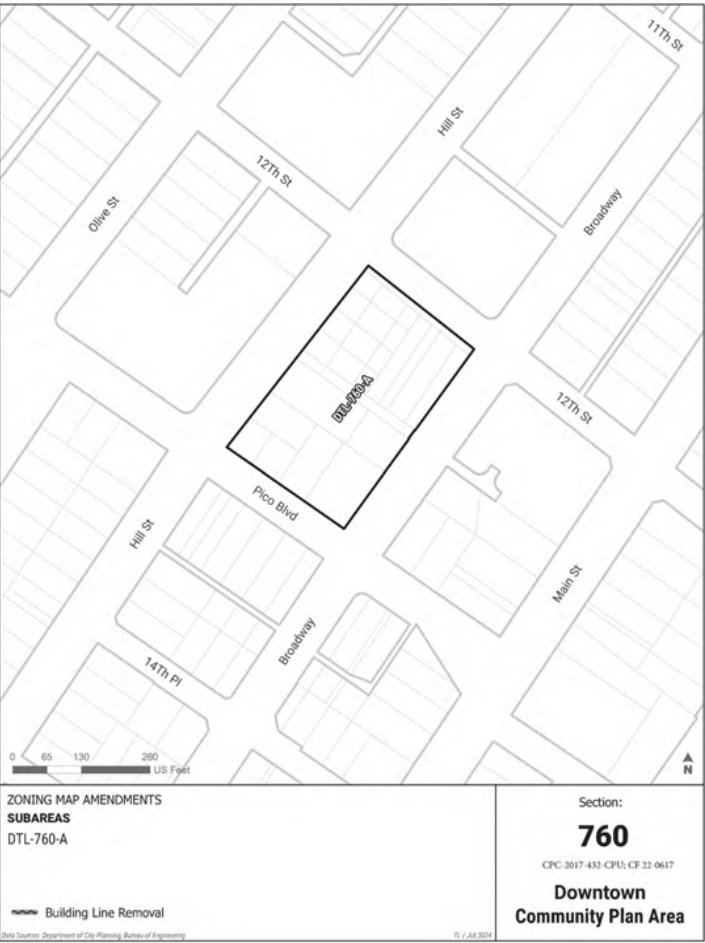 11Th St
Hill St
12Th St
Olive St
Broadway
DTL-760-A
12Th St
Pico Blvd
Hill St
Main St
Broadway
14Th Pl
0 65 130 260
US Feet
N
ZONING MAP AMENDMENTS
SUBAREAS
DTL-760-A
Building Line Removal
Data Sources: Department of City Planning, Bureau of Engineering
TL / JUL 2024
Section:
760
CPC-2017-432-CPU; CF 22-0617
Downtown
Community Plan Area